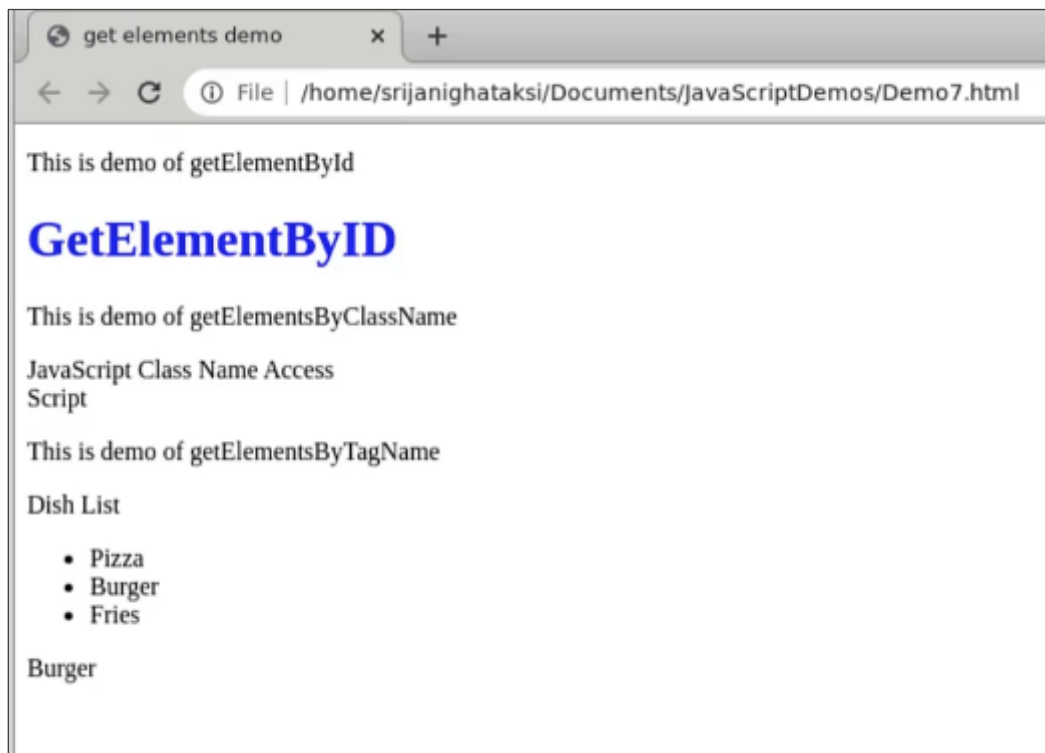 get elements demo
File | /home/srijanighataksi/Documents/JavaScriptDemos/Demo7.html
This is demo of getElementById
GetElementByID
This is demo of getElementsByClassName
JavaScript Class Name Access
Script
This is demo of getElementsByTagName
Dish List
• Pizza
• Burger
• Fries
Burger